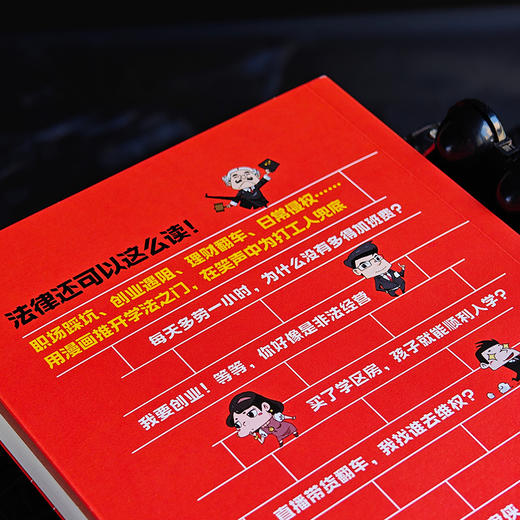 法律还可以这么读！
职场踩坑、创业遇阻、理财翻车、日常侵权……
用漫画推开学法之门，在笑声中为打工人兜底
每天多劳一小时，为什么没有多得加班费？
我要创业！等等，你好像是非法经营
买了学区房，孩子就能顺利入学？
直播带货翻车，我找谁去维权？